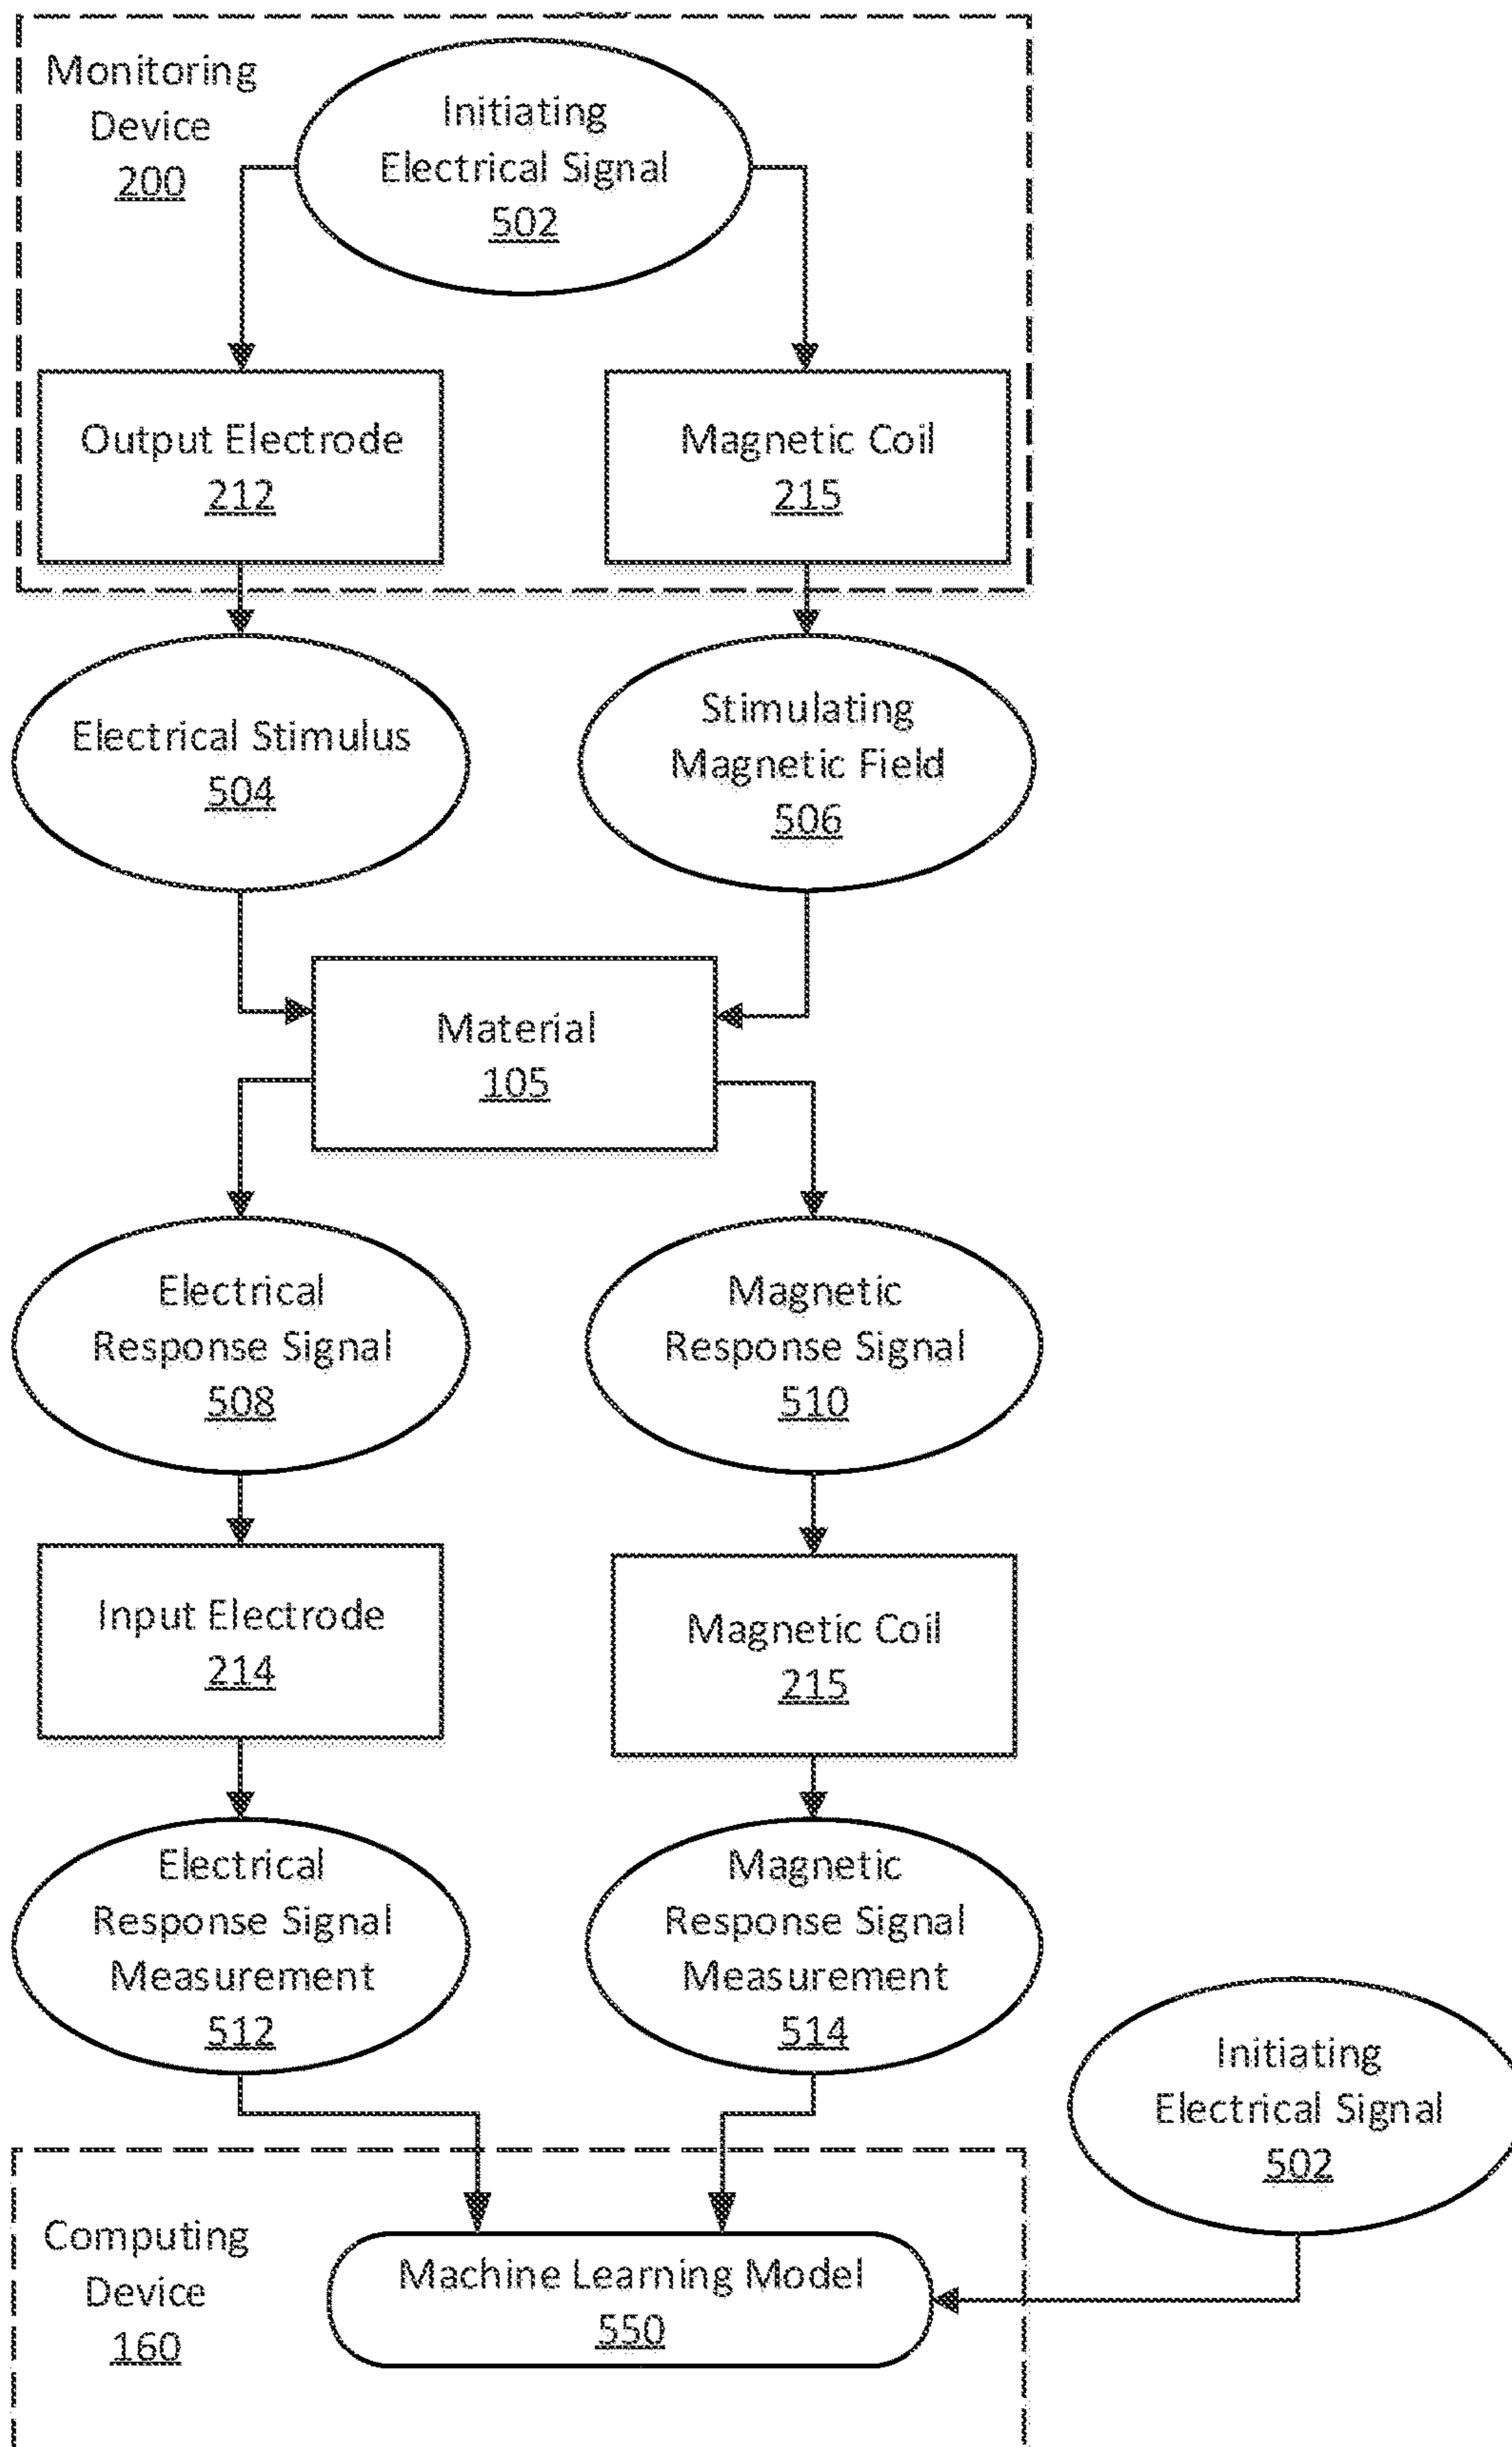 Monitoring
Device
200
Initiating
Electrical Signal
502
Output Electrode
212
Magnetic Coil
215
Electrical Stimulus
504
Stimulating
Magnetic Field
506
Material
105
Electrical
Response Signal
508
Magnetic
Response Signal
510
Input Electrode
214
Magnetic Coil
215
Electrical
Response Signal
Measurement
512
Magnetic
Response Signal
Measurement
514
Initiating
Electrical Signal
502
Computing
Device
160
Machine Learning Model
550